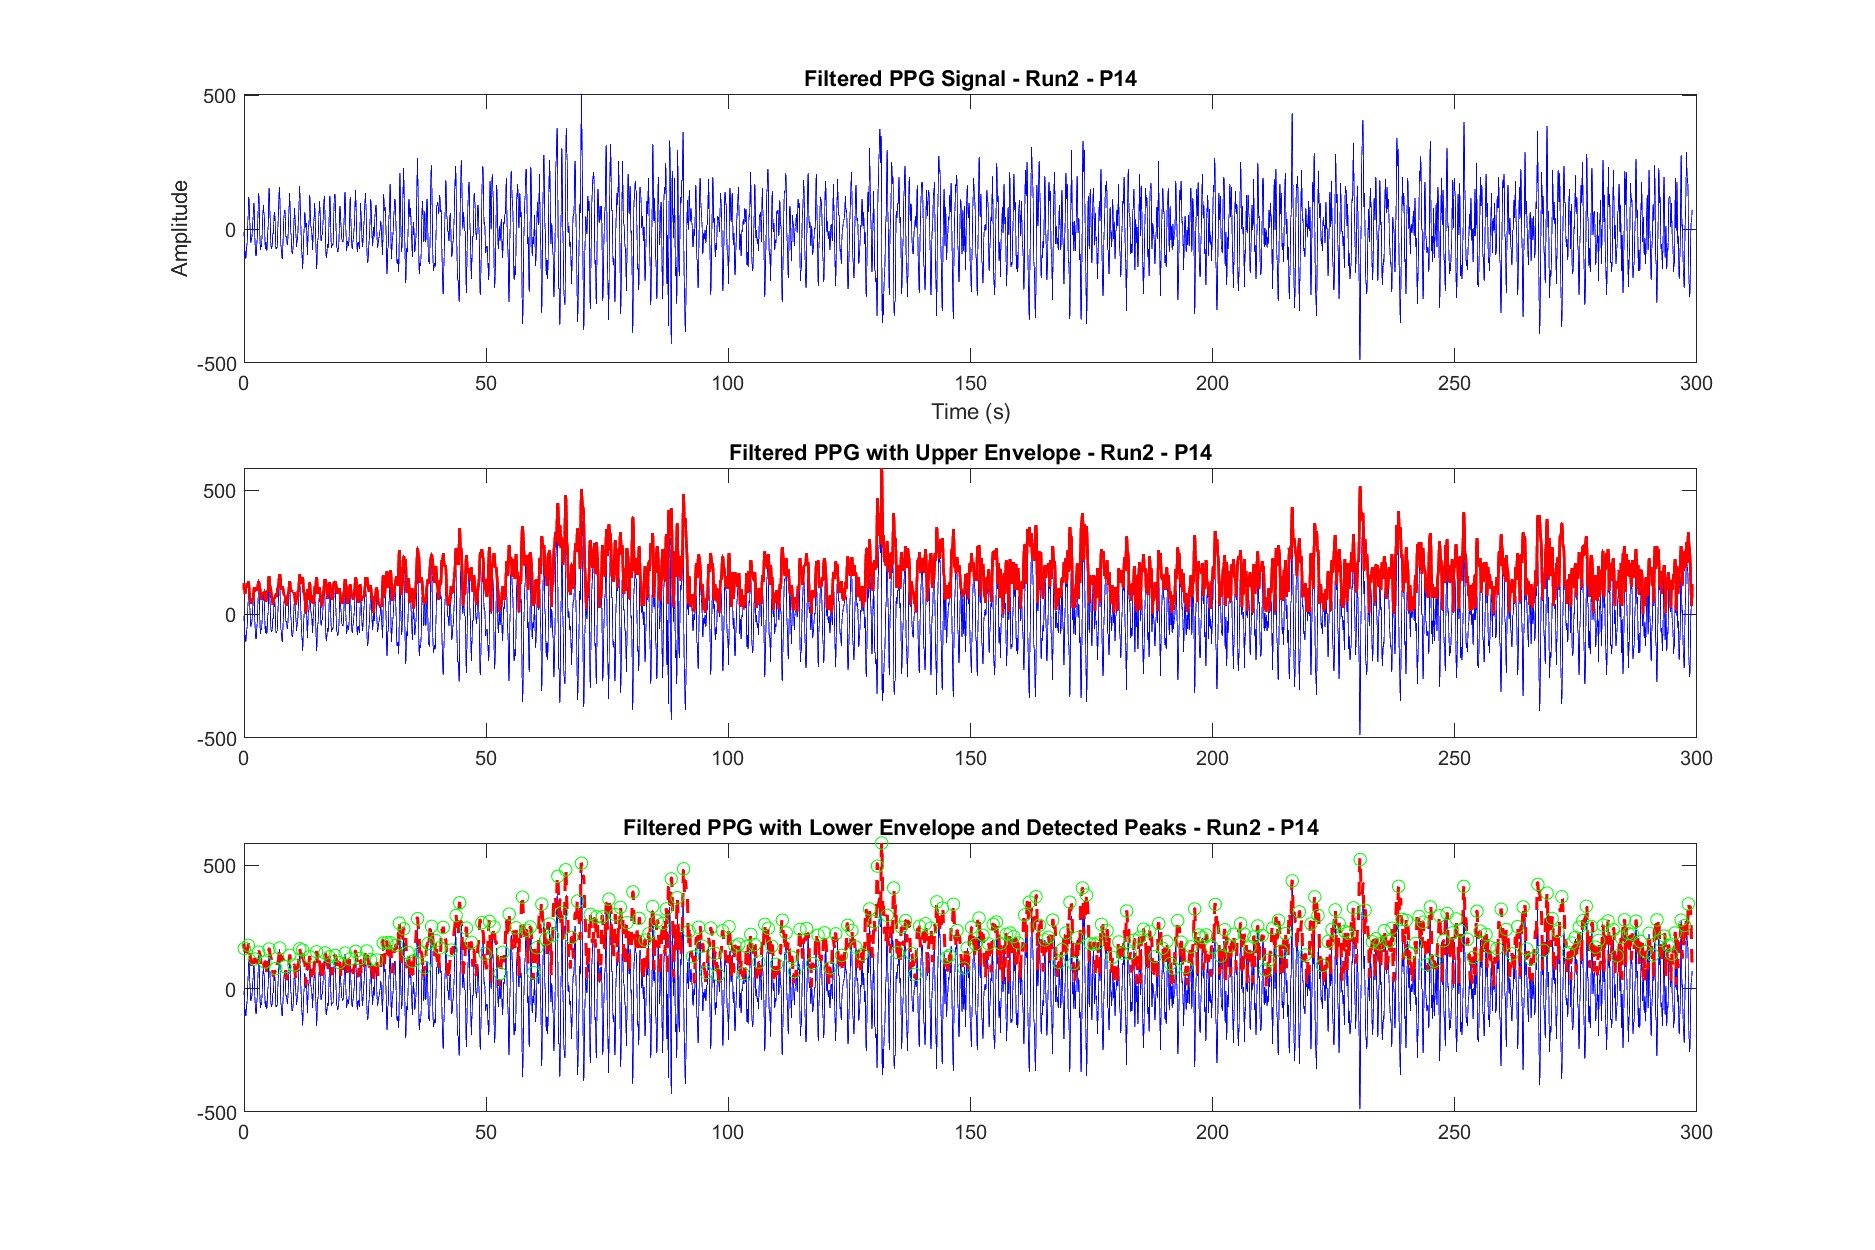 Filtered PPG Signal - Run2 - P14
500
0
-500
Amplitude
0 50 100 150 200 250 300
Time (s)
Filtered PPG with Upper Envelope - Run2 - P14
500
0
-500
0 50 100 150 200 250 300
Filtered PPG with Lower Envelope and Detected Peaks - Run2 - P14
500
0
-500
0 50 100 150 200 250 300